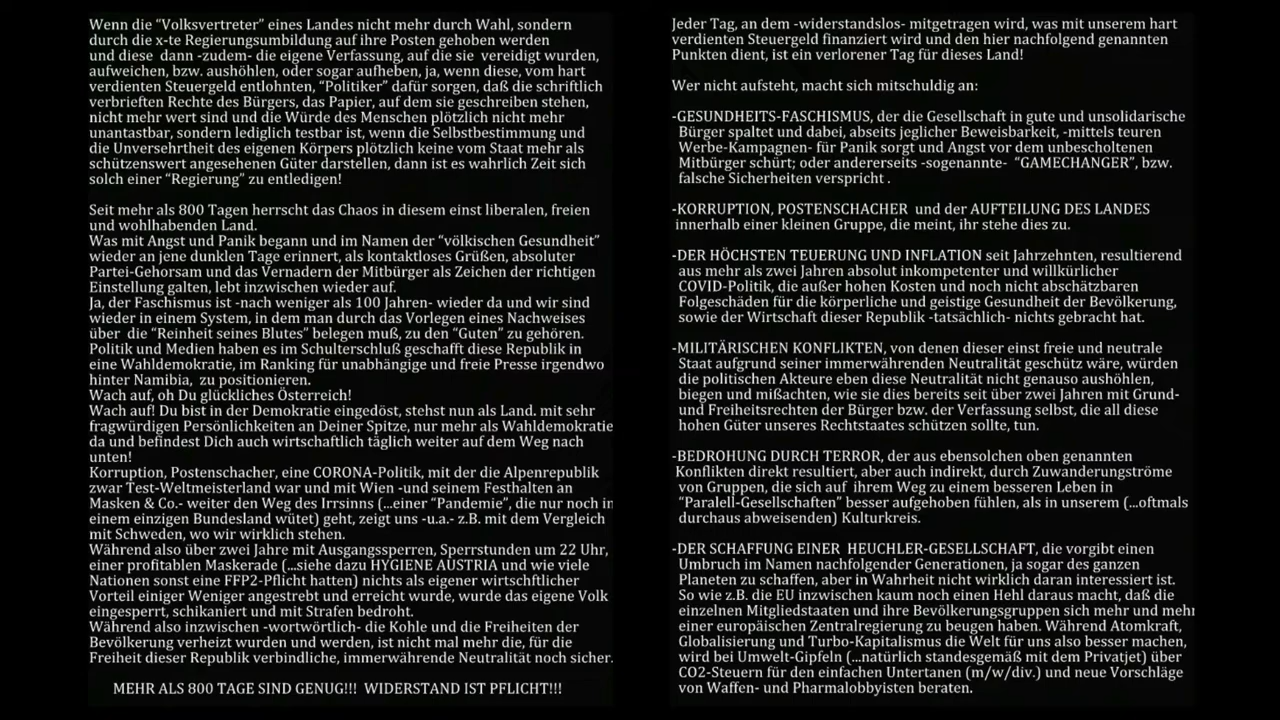 Wenn die “Volksvertreter” eines Landes nicht mehr durch Wahl, sondern
durch die x-te Regierungsumbildung auf ihre Posten gehoben werden
und diese  dann -zudem- die eigene Verfassung, auf die sie  vereidigt wurden,
aufweichen, bzw. aushöhlen, oder sogar aufheben, ja, wenn diese, vom hart
verdienten Steuergeld entlohnten, “Politiker” dafür sorgen, daß die schriftlich
verbrieften Rechte des Bürgers, das Papier, auf dem sie geschreiben stehen,
nicht mehr wert sind und die Würde des Menschen plötzlich nicht mehr
unantastbar, sondern lediglich testbar ist, wenn die Selbstbestimmung und
die Unversehrtheit des eigenen Körpers plötzlich keine vom Staat mehr als
schützenswert angesehenen Güter darstellen, dann ist es wahrlich Zeit sich
solch einer “Regierung” zu entledigen!
Seit mehr als 800 Tagen herrscht das Chaos in diesem einst liberalen, freien
und wohlhabenden Land.
Was mit Angst und Panik begann und im Namen der “völkischen Gesundheit”
wieder an jene dunklen Tage erinnert, als kontaktloses Grüßen, absoluter
Partei-Gehorsam und das Vernadern der Mitbürger als Zeichen der richtigen
Einstellung galten, lebt inzwischen wieder auf.
Ja, der Faschismus ist -nach weniger als 100 Jahren- wieder da und wir sind
wieder in einem System, in dem man durch das Vorlegen eines Nachweises
über  die “Reinheit seines Blutes” belegen muß, zu den “Guten” zu gehören.
Politik und Medien haben es im Schulterschluß geschafft diese Republik in
eine Wahldemokratie, im Ranking für unabhängige und freie Presse irgendwo
hinter Namibia,  zu positionieren.
Wach auf, oh Du glückliches Österreich!
Wach auf! Du bist in der Demokratie eingedöst, stehst nun als Land. mit sehr
fragwürdigen Persönlichkeiten an Deiner Spitze, nur mehr als Wahldemokratie
da und befindest Dich auch wirtschaftlich täglich weiter auf dem Weg nach
unten!
Korruption, Postenschacher, eine CORONA-Politik, mit der die Alpenrepublik
zwar Test-Weltmeisterland war und mit Wien -und seinem Festhalten an
Masken & Co.- weiter den Weg des Irrsinns (...einer “Pandemie”, die nur noch in
einem einzigen Bundesland wütet) geht, zeigt uns -u.a.- z.B. mit dem Vergleich
mit Schweden, wo wir wirklich stehen.
Während also über zwei Jahre mit Ausgangssperren, Sperrstunden um 22 Uhr,
einer profitablen Maskerade (...siehe dazu HYGIENE AUSTRIA und wie viele
Nationen sonst eine FFP2-Pflicht hatten) nichts als eigener wirtschftlicher
Vorteil einiger Weniger angestrebt und erreicht wurde, wurde das eigene Volk
eingesperrt, schikaniert und mit Strafen bedroht.
Während also inzwischen -wortwörtlich- die Kohle und die Freiheiten der
Bevölkerung verheizt wurden und werden, ist nicht mal mehr die, für die
Freiheit dieser Republik verbindliche, immerwährende Neutralität noch sicher.
MEHR ALS 800 TAGE SIND GENUG!!!  WIDERSTAND IST PFLICHT!!!
Jeder Tag, an dem -widerstandslos- mitgetragen wird, was mit unserem hart
verdienten Steuergeld finanziert wird und den hier nachfolgend genannten
Punkten dient, ist ein verlorener Tag für dieses Land!
Wer nicht aufsteht, macht sich mitschuldig an:
-GESUNDHEITS-FASCHISMUS, der die Gesellschaft in gute und unsolidarische
Bürger spaltet und dabei, abseits jeglicher Beweisbarkeit, -mittels teuren
Werbe-Kampagnen- für Panik sorgt und Angst vor dem unbescholtenen
Mitbürger schürt; oder andererseits -sogenannte-  “GAMECHANGER”, bzw.
falsche Sicherheiten verspricht .
-KORRUPTION, POSTENSCHACHER  und der AUFTEILUNG DES LANDES
innerhalb einer kleinen Gruppe, die meint, ihr stehe dies zu.
-DER HÖCHSTEN TEUERUNG UND INFLATION seit Jahrzehnten, resultierend
aus mehr als zwei Jahren absolut inkompetenter und willkürlicher
COVID-Politik, die außer hohen Kosten und noch nicht abschätzbaren
Folgeschäden für die körperliche und geistige Gesundheit der Bevölkerung,
sowie der Wirtschaft dieser Republik -tatsächlich- nichts gebracht hat.
-MILITÄRISCHEN KONFLIKTEN, von denen dieser einst freie und neutrale
Staat aufgrund seiner immerwährenden Neutralität geschütz wäre, würden
die politischen Akteure eben diese Neutralität nicht genauso aushöhlen,
biegen und mißachten, wie sie dies bereits seit über zwei Jahren mit Grund-
und Freiheitsrechten der Bürger bzw. der Verfassung selbst, die all diese
hohen Güter unseres Rechtstaates schützen sollte, tun.
-BEDROHUNG DURCH TERROR, der aus ebensolchen oben genannten
Konflikten direkt resultiert, aber auch indirekt, durch Zuwanderungströme
von Gruppen, die sich auf  ihrem Weg zu einem besseren Leben in
“Paralell-Gesellschaften” besser aufgehoben fühlen, als in unserem (...oftmals
durchaus abweisenden) Kulturkreis.
-DER SCHAFFUNG EINER  HEUCHLER-GESELLSCHAFT, die vorgibt einen
Umbruch im Namen nachfolgender Generationen, ja sogar des ganzen
Planeten zu schaffen, aber in Wahrheit nicht wirklich daran interessiert ist.
So wie z.B. die EU inzwischen kaum noch einen Hehl daraus macht, daß die
einzelnen Mitgliedstaaten und ihre Bevölkerungsgruppen sich mehr und mehr
einer europäischen Zentralregierung zu beugen haben. Während Atomkraft,
Globalisierung und Turbo-Kapitalismus die Welt für uns also besser machen,
wird bei Umwelt-Gipfeln (...natürlich standesgemäß mit dem Privatjet) über
CO2-Steuern für den einfachen Untertanen (m/w/div.) und neue Vorschläge
von Waffen- und Pharmalobbyisten beraten.